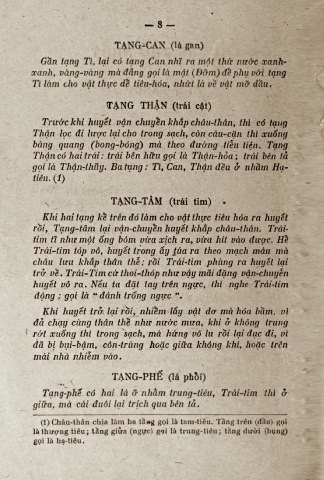 — 8 —
TẠNG-CAN (lá gan)
Gần tạng Tì, lại có tạng Can nhỉ ra một thứ nước xanh-
xanh, vàng-vàng mà đắng gọi là mật (Đởm) để phụ với tạng
Tì làm cho vật thực dễ tiêu-hóa, nhứt là về vật mỡ dầu.
TẠNG THẬN (trái cật)
Trước khi huyết vận chuyển khắp châu-thân, thì có tạng
Thận lọc đi lược lại cho trong sạch, còn cáu-cặn thì xuống
bàng quang (bong-bóng) mà theo đường tiểu tiện. Tạng
Thận có hai trái: trái bên hữu gọi là Thận-hỏa; trái bên tả
gọi là Thận-thủy. Ba tạng: Tì, Can, Thận đều ở nhằm Hạ-
tiêu. (1)
TẠNG-TÂM (trái tim)
Khi hai tạng kể trên đó làm cho vật thực tiêu hóa ra huyết
rồi, Tạng-tâm lại vận-chuyển huyết khắp châu-thân. Trái-
tim tỉ như một ống bơm vừa xịch ra, vừa hít vào được. Hễ
Trái-tim tóp vô, huyết trong ấy tủa ra theo mạch máu mà
châu lưu khắp thân thể; rồi Trái-tim phùng ra huyết lại
trở về. Trái-Tim cứ thoi-thóp như vậy mãi đặng vận-chuyển
huyết vô ra. Nếu ta đặt tay trên ngực, thì nghe Trái-tim
động; gọi là “đánh trống ngực”.
Khi huyết trở lại rồi, nhiễm lấy vật dơ mà hóa bầm, vì
đã chạy cùng thân thể như nước mưa, khi ở không trung
rớt xuống thì trong sạch, mà hứng vô lu rồi lại đục đi, vì
đã bị bụi-bặm, côn-trùng hoặc giữa không khí, hoặc trên
mái nhà nhiễm vào.
TẠNG-PHẾ (lá phổi)
Tạng-phế có hai lá ở nhằm trung-tiêu, Trái-tim thì ở
giữa, mà cái đuôi lại trịch qua bên tả.
(1) Châu-thân chia làm ba tầng gọi là tam-tiêu. Tầng trên (đầu) gọi
là thượng tiêu; tầng giữa (ngực) gọi là trung-tiêu; tầng dưới (bụng)
gọi là hạ-tiêu.